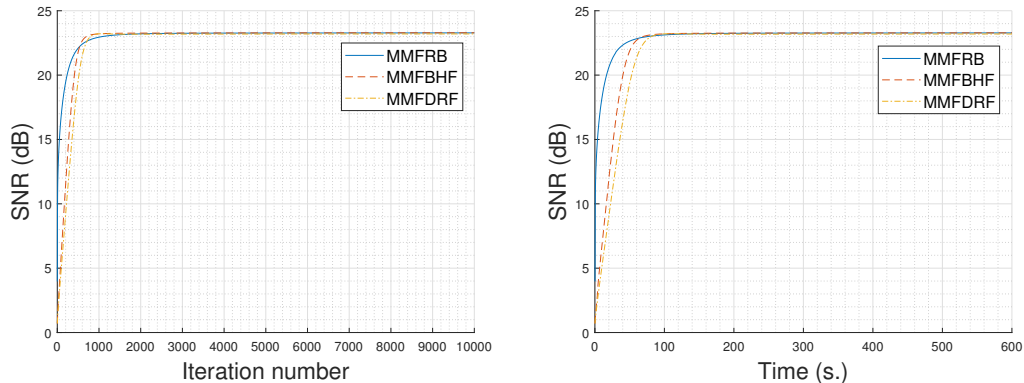 25
20
15
10
5
0
SNR (dB)
MMFRB
MMFBHF
MMFDRF
0 1000 2000 3000 4000 5000 6000 7000 8000 9000 10000
Iteration number
25
20
15
10
5
0
SNR (dB)
MMFRB
MMFBHF
MMFDRF
0 100 200 300 400 500 600
Time (s.)